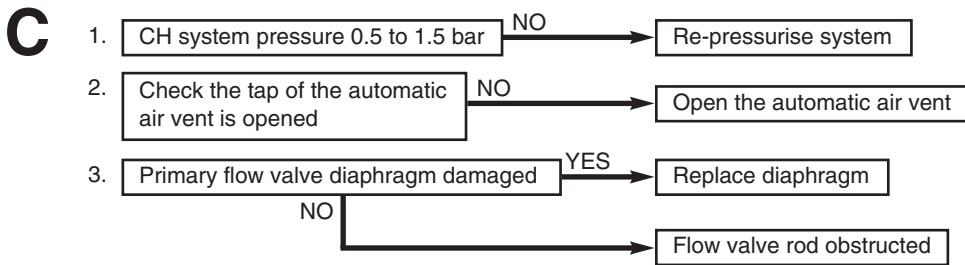 C
1. CH system pressure 0.5 to 1.5 bar
NO
Re-pressurise system
2. Check the tap of the automatic
air vent is opened
NO
Open the automatic air vent
3. Primary flow valve diaphragm damaged
YES
Replace diaphragm
NO
Flow valve rod obstructed